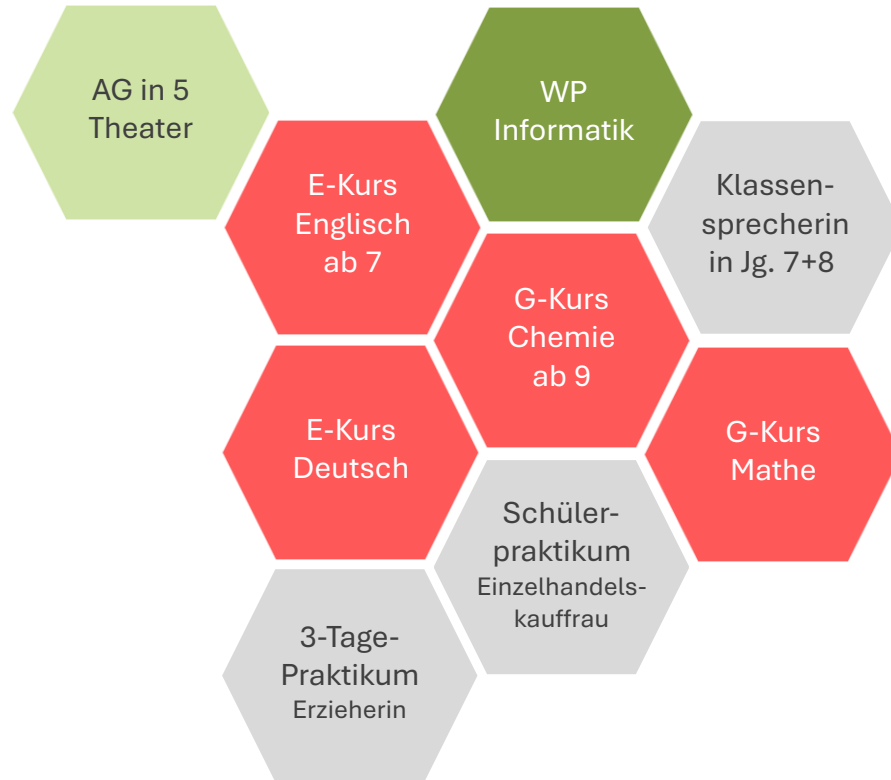 AG in 5
Theater
WP
Informatik
E-Kurs
Englisch
ab 7
Klassen-
sprecherin
in Jg. 7+8
G-Kurs
Chemie
ab 9
E-Kurs
Deutsch
G-Kurs
Mathe
Schüler-
praktikum
Einzelhandels-
kauffrau
3-Tage-
Praktikum
Erzieherin